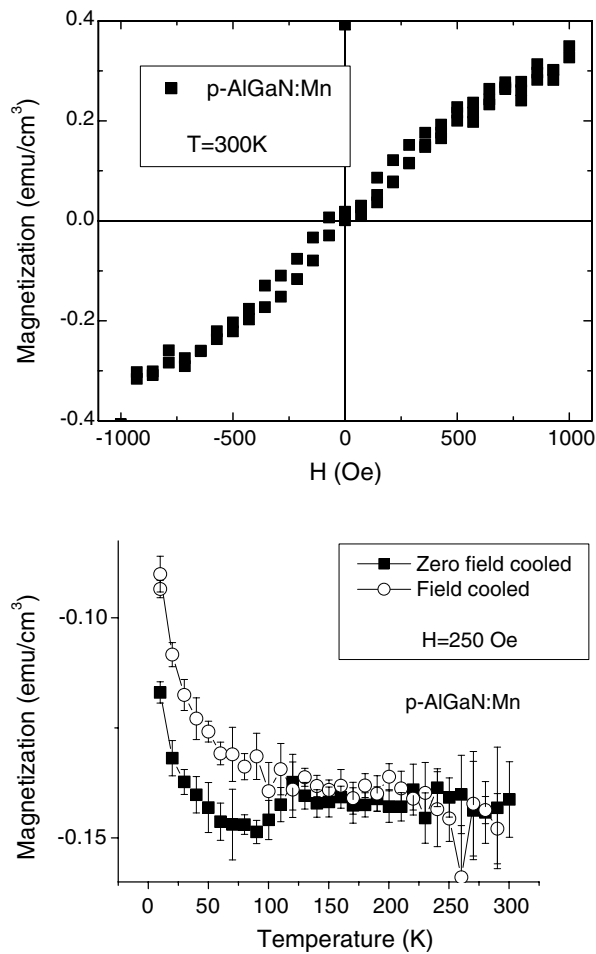 0.4
p-AlGaN:Mn
T=300K
0.2
0.0
-0.2
-0.4
Magnetization (emu/cm³)
-1000 -500 0 500 1000
H (Oe)
Zero field cooled
Field cooled
H=250 Oe
p-AlGaN:Mn
-0.10
-0.15
Magnetization (emu/cm³)
0 50 100 150 200 250 300
Temperature (K)